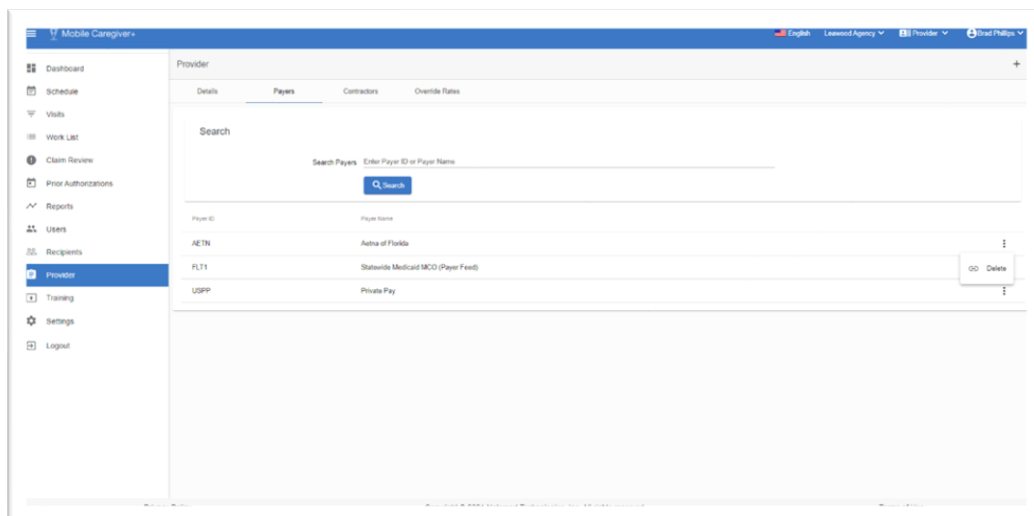 Mobile Caregiver+
English Leawood Agency Provider Brad Phillips
Dashboard
Schedule
Visits
Work List
Claim Review
Prior Authorizations
Reports
Users
Recipients
Provider
Training
Settings
Logout
Provider +
Details Payers Contractors Override Rates
Search
Search Payers Enter Payer ID or Payer Name
Search
Payer ID Payer Name
AETN Aetna of Florida
FLT1 Statewide Medicaid MCO (Payer Feed)
Delete
USPP Private Pay